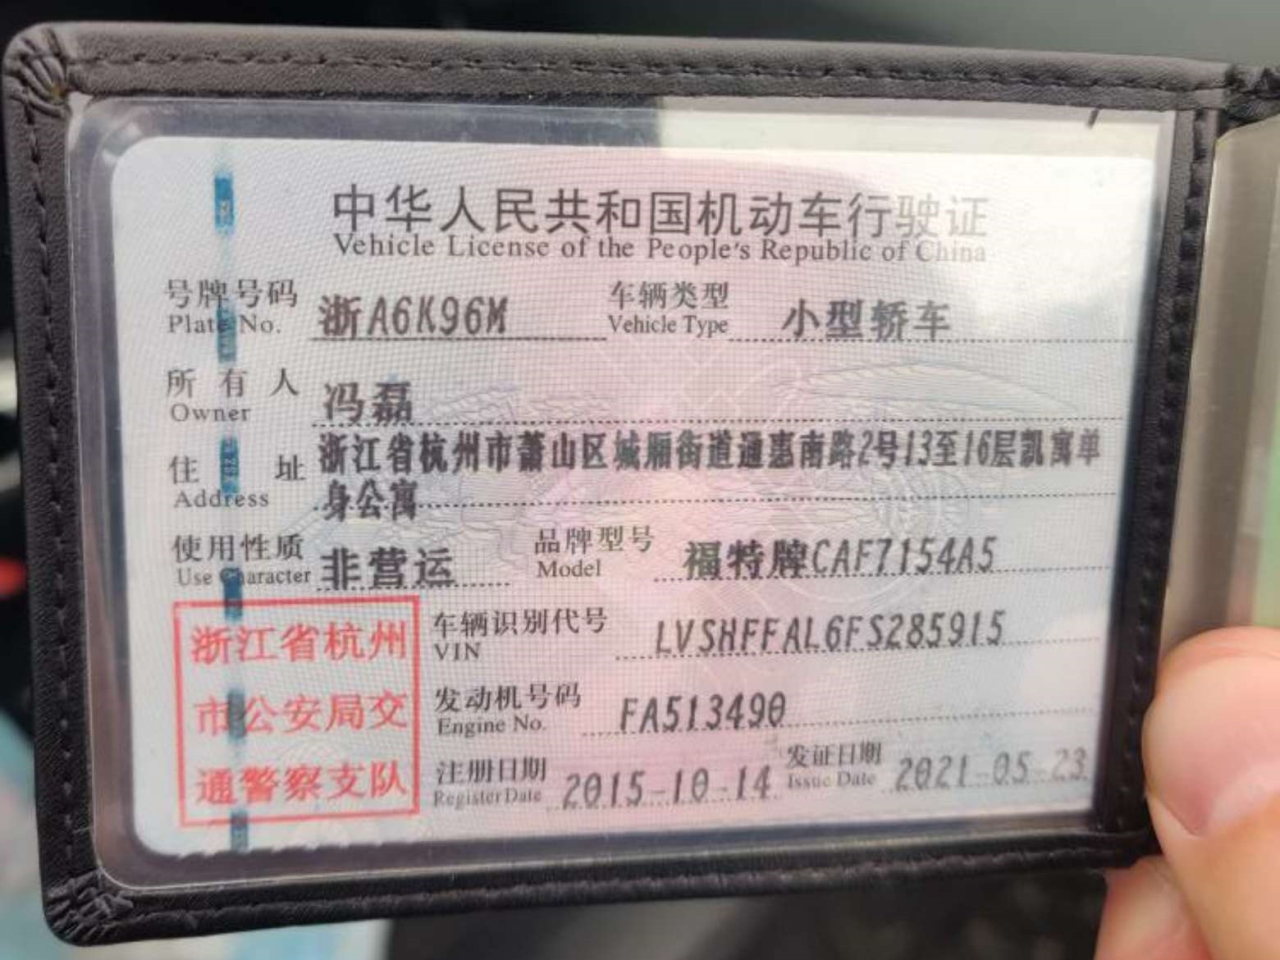 中华人民共和国机动车行驶证
Vehicle License of the People's Republic of China
号牌号码 浙A6K96M 车辆类型 小型轿车
Plate No. Vehicle Type
所有人 冯磊
Owner
住址 浙江省杭州市萧山区城厢街道通惠南路2号13至16层凯寓单
Address 身公寓
使用性质 非营运 品牌型号 福特牌CAF7154A5
Use Character Model
浙江省杭州
市公安局交
通警察支队
车辆识别代号 LVSHFFAL6FS285915
VIN
发动机号码 FA513490
Engine No.
注册日期 2015-10-14 发证日期 2021-05-23
Register Date Issue Date